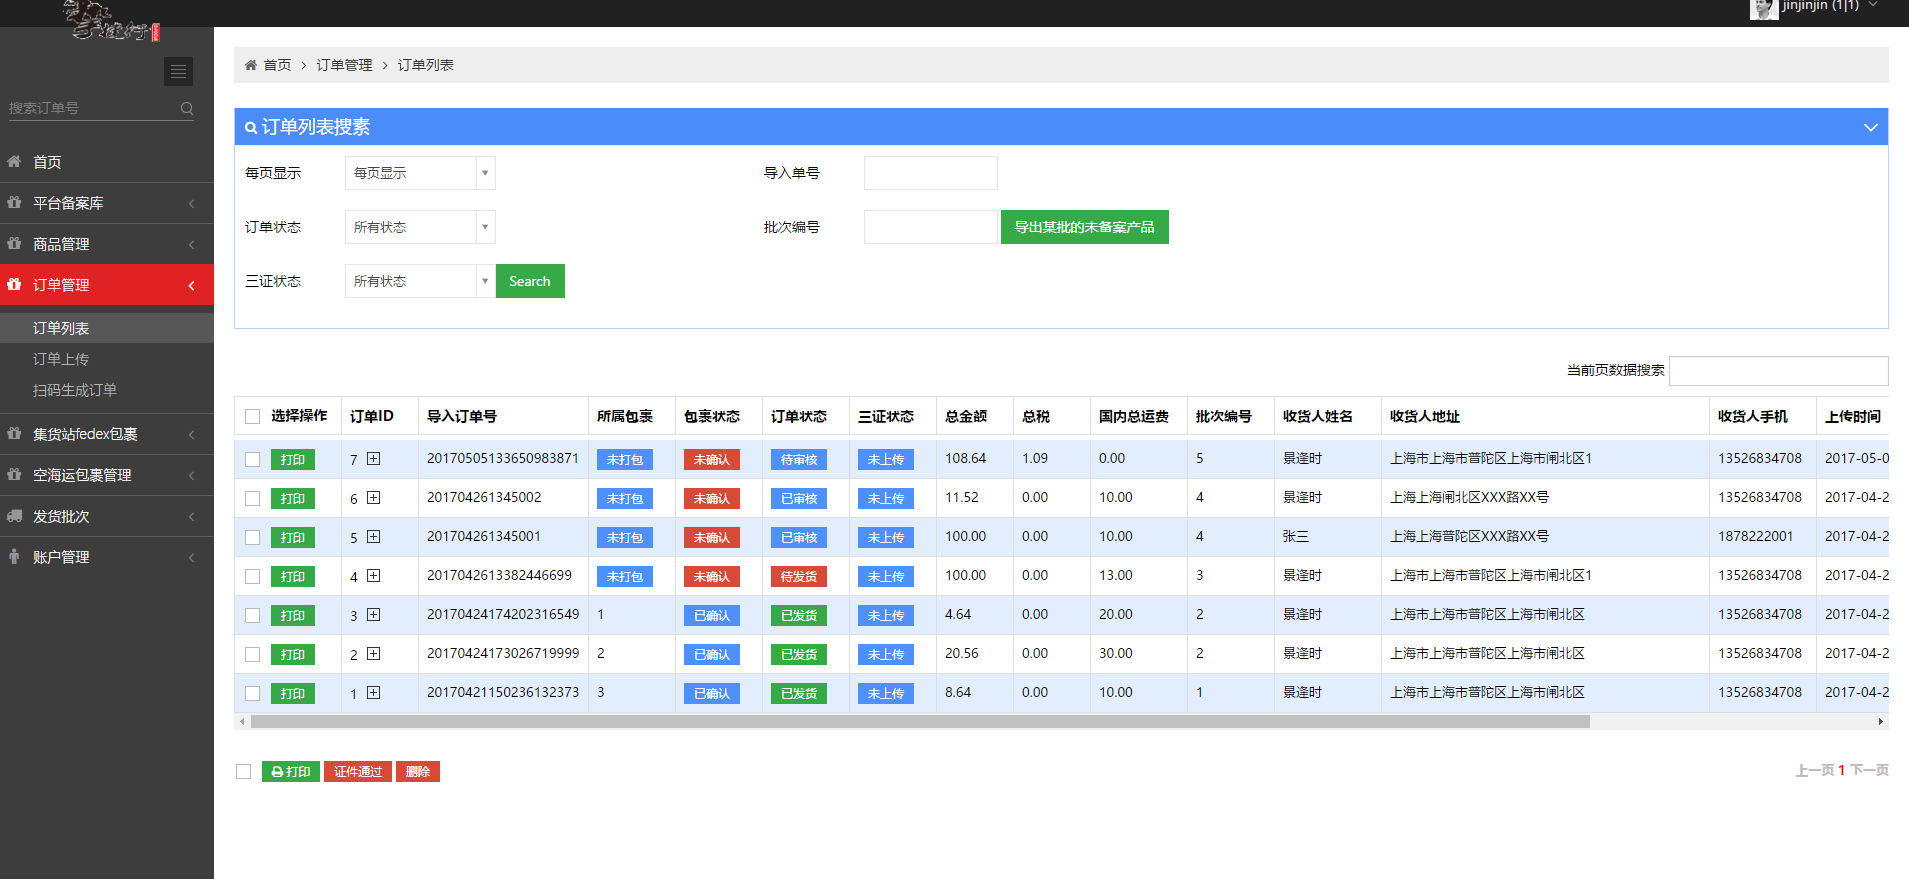 jinjinjin (1|1)
搜索订单号
首页
平台备案库
商品管理
订单管理
订单列表
订单上传
扫码生成订单
集货站fedex包裹
空海运包裹管理
发货批次
账户管理
首页 > 订单管理 > 订单列表
订单列表搜素
每页显示 每页显示 导入单号
订单状态 所有状态 批次编号 导出某批的未备案产品
三证状态 所有状态 Search
当前页数据搜索
选择操作 订单ID 导入订单号 所属包裹 包裹状态 订单状态 三证状态 总金额 总税 国内总运费 批次编号 收货人姓名 收货人地址 收货人手机 上传时间
打印 7 20170505133650983871 未打包 未确认 待审核 未上传 108.64 1.09 0.00 5 景逢时 上海市上海市普陀区上海市闸北区1 13526834708 2017-05-0
打印 6 201704261345002 未打包 未确认 已审核 未上传 11.52 0.00 10.00 4 景逢时 上海上海闸北区XXX路XX号 13526834708 2017-04-2
打印 5 201704261345001 未打包 未确认 已审核 未上传 100.00 0.00 10.00 4 张三 上海上海普陀区XXX路XX号 1878222001 2017-04-2
打印 4 2017042613382446699 未打包 未确认 待发货 未上传 100.00 0.00 13.00 3 景逢时 上海市上海市普陀区上海市闸北区1 13526834708 2017-04-2
打印 3 20170424174202316549 1 已确认 已发货 未上传 4.64 0.00 20.00 2 景逢时 上海市上海市普陀区上海市闸北区 13526834708 2017-04-2
打印 2 20170424173026719999 2 已确认 已发货 未上传 20.56 0.00 30.00 2 景逢时 上海市上海市普陀区上海市闸北区 13526834708 2017-04-2
打印 1 20170421150236132373 3 已确认 已发货 未上传 8.64 0.00 10.00 1 景逢时 上海市上海市普陀区上海市闸北区 13526834708 2017-04-2
打印 证件通过 删除
上一页 1 下一页